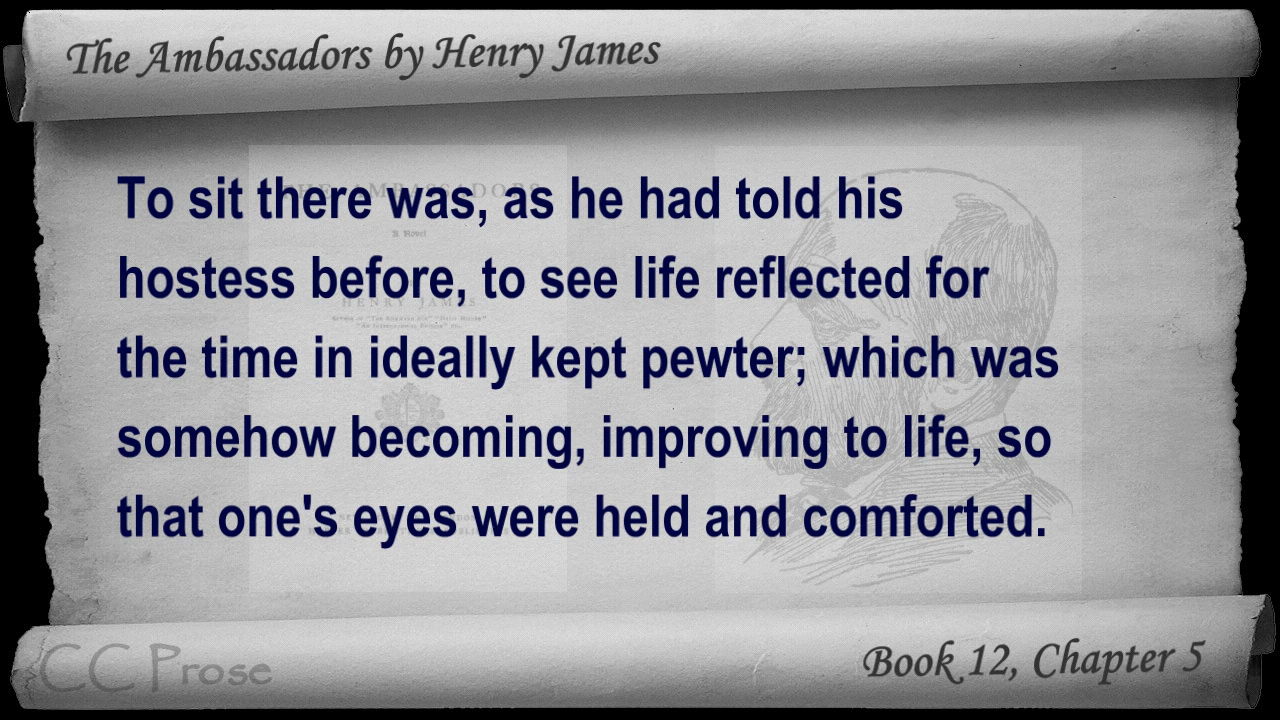 The Ambassadors by Henry James
To sit there was, as he had told his
hostess before, to see life reflected for
the time in ideally kept pewter; which was
somehow becoming, improving to life, so
that one's eyes were held and comforted.
CC Prose
Book 12, Chapter 5